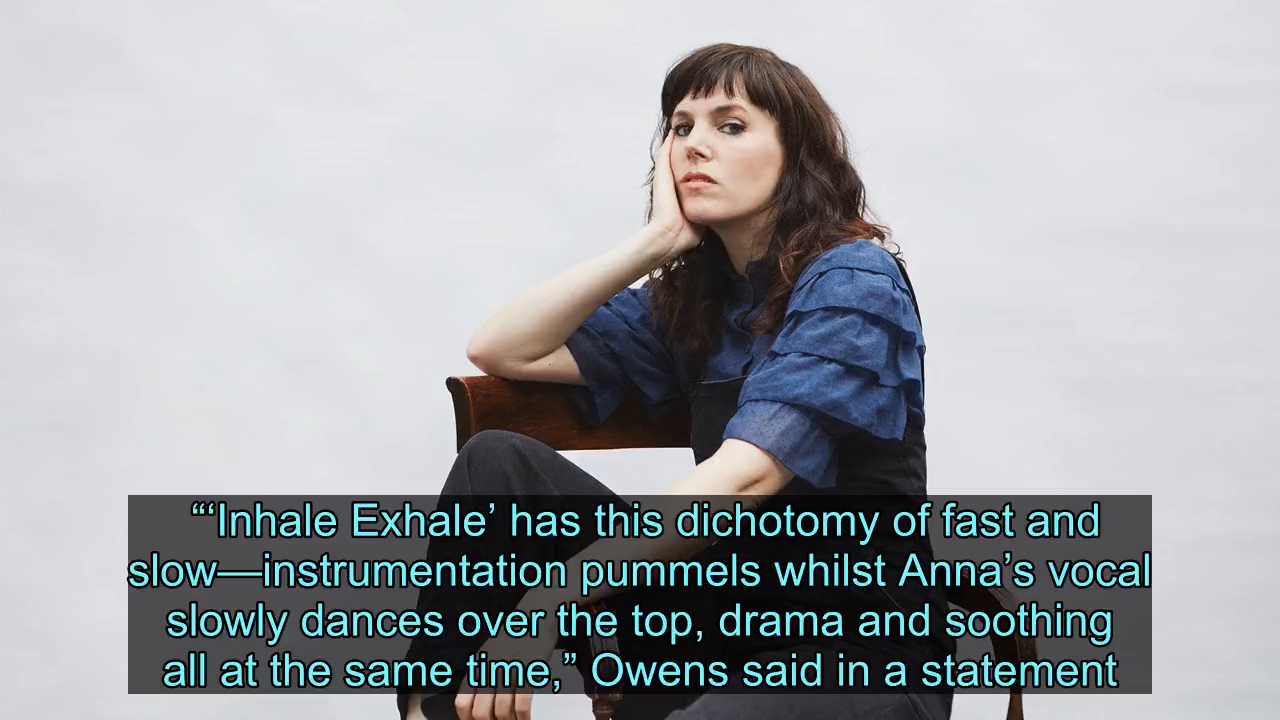 “‘Inhale Exhale’ has this dichotomy of fast and
slow—instrumentation pummels whilst Anna’s vocal
slowly dances over the top, drama and soothing
all at the same time,” Owens said in a statement